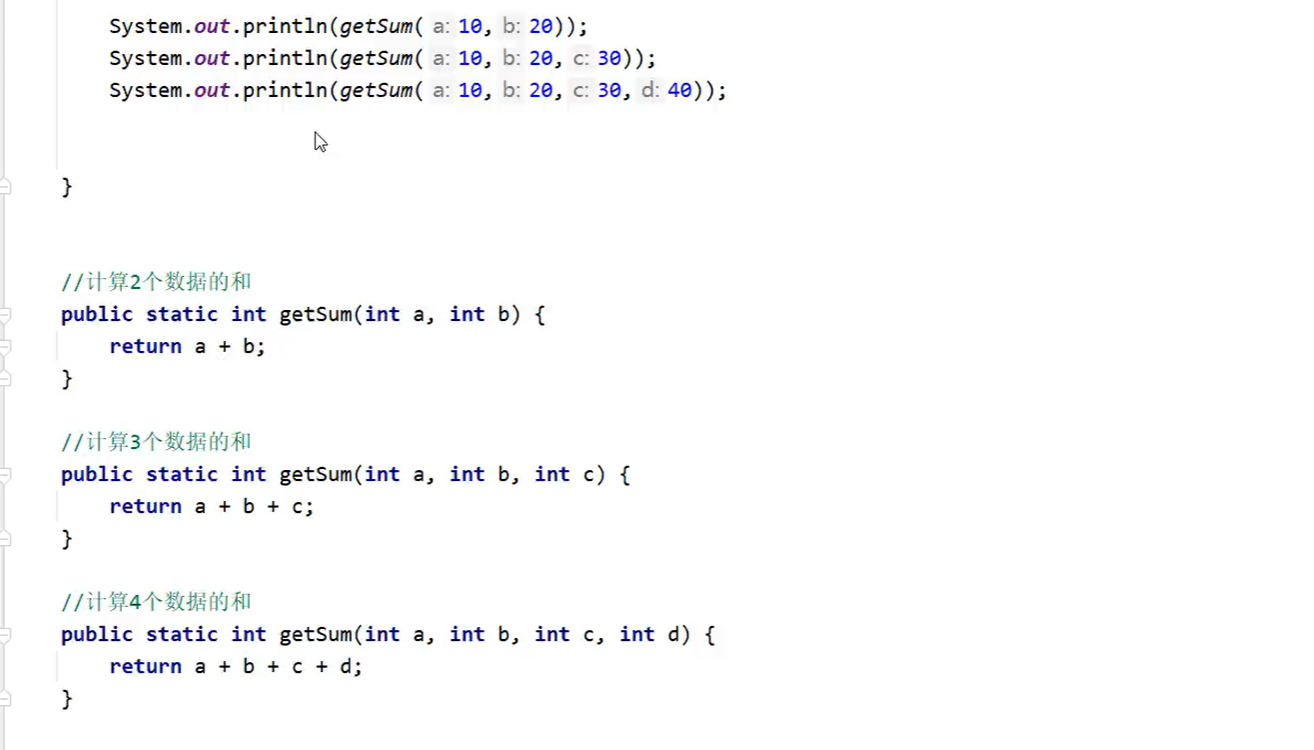 System.out.println(getSum( a: 10, b: 20));
System.out.println(getSum( a: 10, b: 20, c: 30));
System.out.println(getSum( a: 10, b: 20, c: 30, d: 40));
}
//计算2个数据的和
public static int getSum(int a, int b) {
return a + b;
}
//计算3个数据的和
public static int getSum(int a, int b, int c) {
return a + b + c;
}
//计算4个数据的和
public static int getSum(int a, int b, int c, int d) {
return a + b + c + d;
}